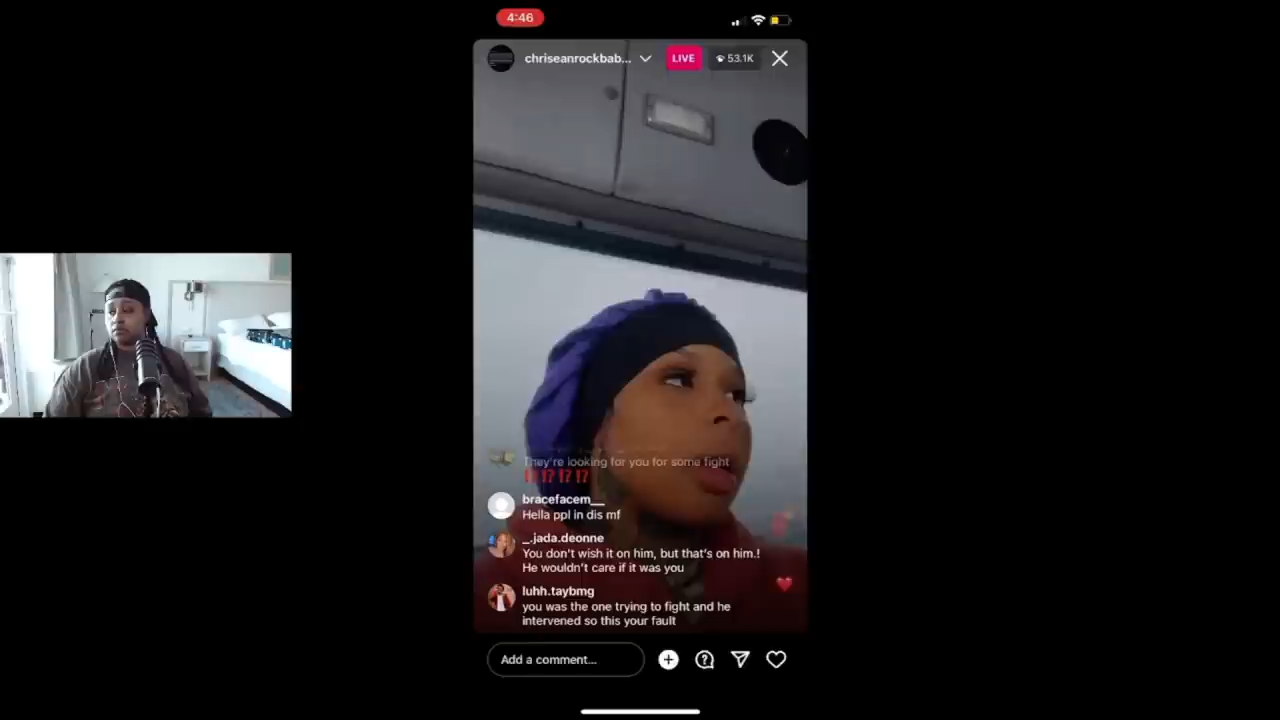 4:46
chriseanrockbab...
LIVE
53.1K
They're looking for you for some fight
⁉️⁉️⁉️⁉️
bracefacem__
Hella ppl in dis mf
_.jada.deonne
You don't wish it on him, but that's on him.!
He wouldn't care if it was you
luhh.taybmg
you was the one trying to fight and he
intervened so this your fault
Add a comment...